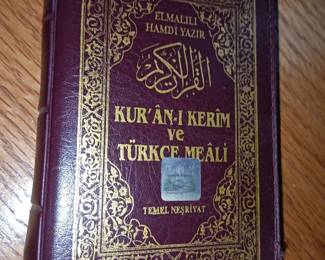 ELMALILI
HAMDİ YAZIR
القرآن الكريم
KUR'ÂN-I KERÎM
ve
TÜRKÇE MEÂLİ
TEMEL NEŞRİYAT